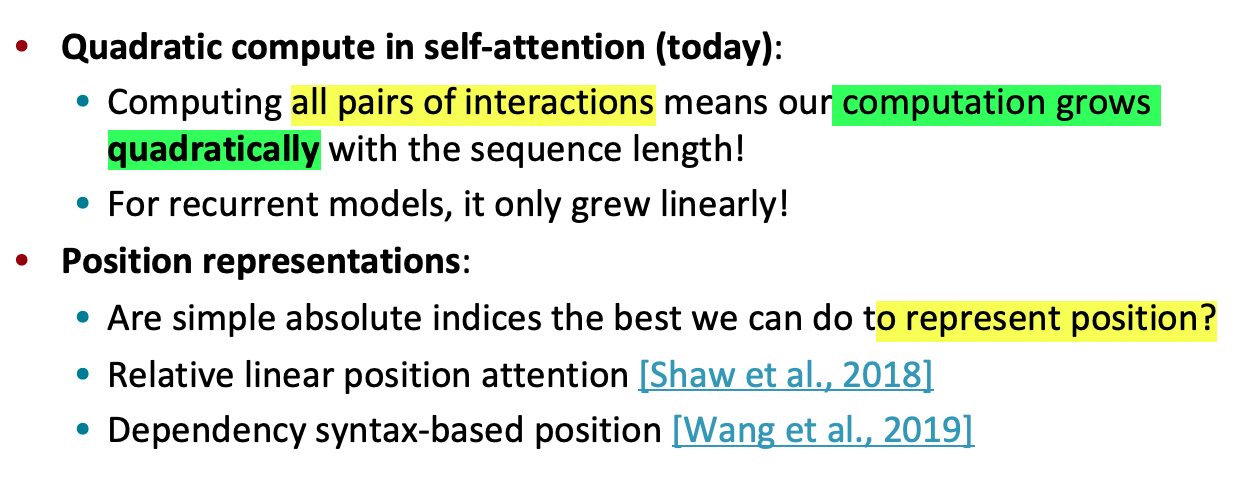 • Quadratic compute in self-attention (today):
• Computing all pairs of interactions means our computation grows
quadratically with the sequence length!
• For recurrent models, it only grew linearly!
• Position representations:
• Are simple absolute indices the best we can do to represent position?
• Relative linear position attention [Shaw et al., 2018]
• Dependency syntax-based position [Wang et al., 2019]